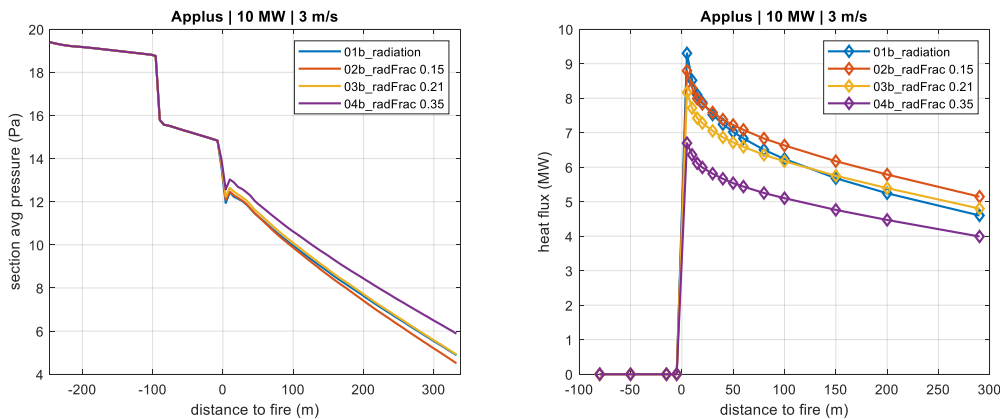 Applus | 10 MW | 3 m/s
section avg pressure (Pa)
20
18
16
14
12
10
8
6
4
-200
-100
0
100
200
300
distance to fire (m)
01b_radiation
02b_radFrac 0.15
03b_radFrac 0.21
04b_radFrac 0.35
Applus | 10 MW | 3 m/s
heat flux (MW)
10
9
8
7
6
5
4
3
2
1
0
-100
-50
0
50
100
150
200
250
300
distance to fire (m)
01b_radiation
02b_radFrac 0.15
03b_radFrac 0.21
04b_radFrac 0.35